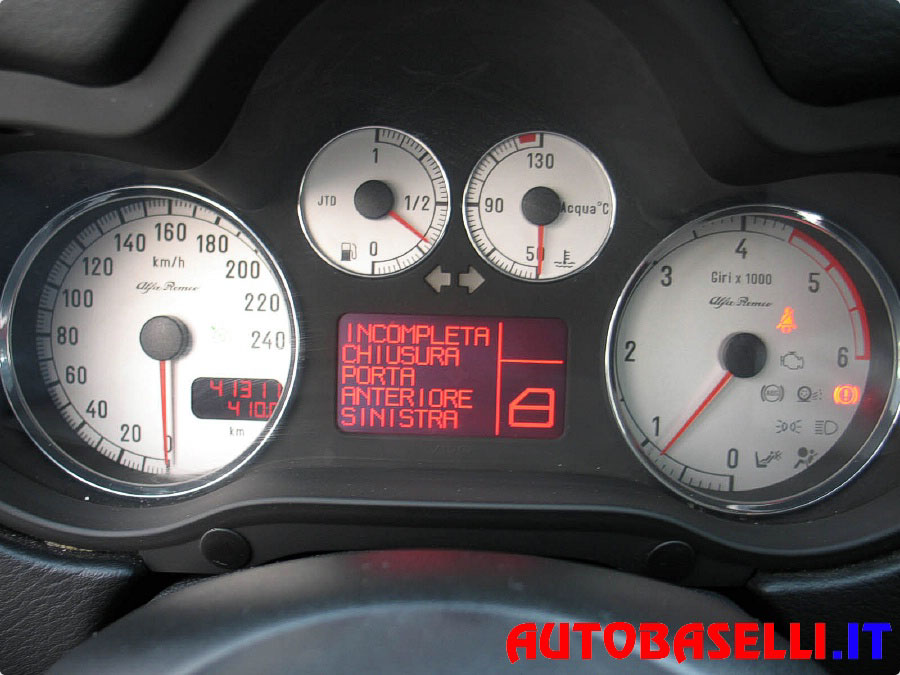 1
JTD
1/2
0
130
90
Acqua°C
50
160
140
180
km/h
120
200
Alfa Romeo
100
220
80
240
60
41311
410.0
40
km
20
0
INCOMPLETA
CHIUSURA
PORTA
ANTERIORE
SINISTRA
4
3
Giri x 1000
5
Alfa Romeo
2
6
ABS
1
0
AUTOBASELLI.IT